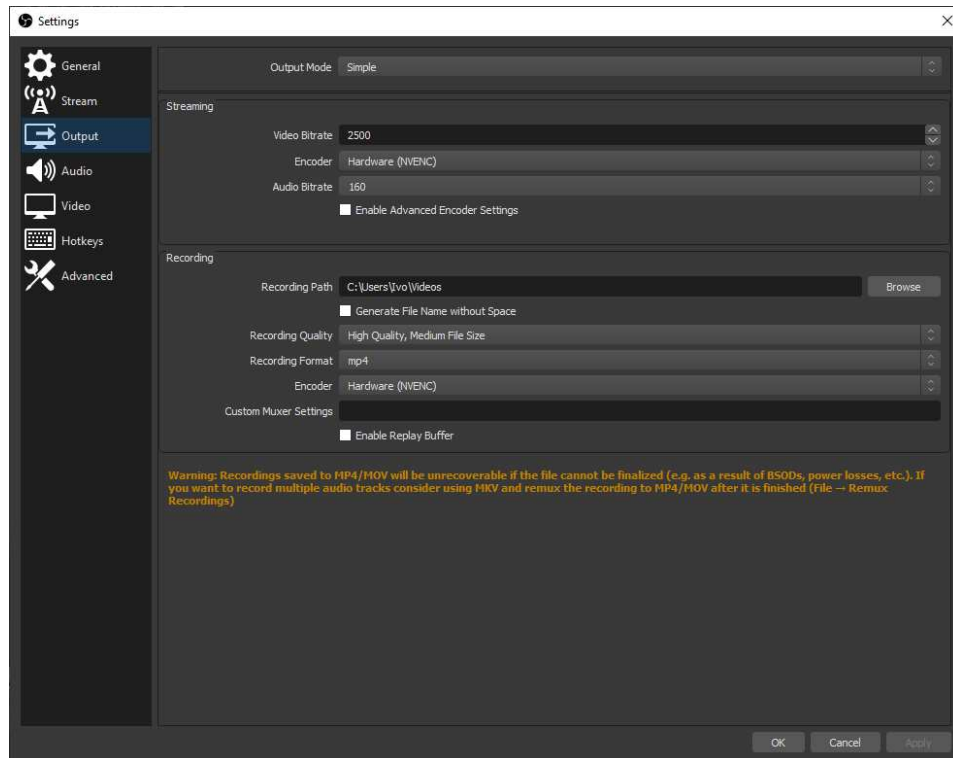 Settings
General
Stream
Output
Audio
Video
Hotkeys
Advanced
Output Mode Simple
Streaming
Video Bitrate 2500
Encoder Hardware (NVENC)
Audio Bitrate 160
Enable Advanced Encoder Settings
Recording
Recording Path C:\Users\Ivo\Videos Browse
Generate File Name without Space
Recording Quality High Quality, Medium File Size
Recording Format mp4
Encoder Hardware (NVENC)
Custom Muxer Settings
Enable Replay Buffer
Warning: Recordings saved to MP4/MOV will be unrecoverable if the file cannot be finalized (e.g. as a result of BSODs, power losses, etc.). If
you want to record multiple audio tracks consider using MKV and remux the recording to MP4/MOV after it is finished (File → Remux
Recordings)
OK Cancel Apply